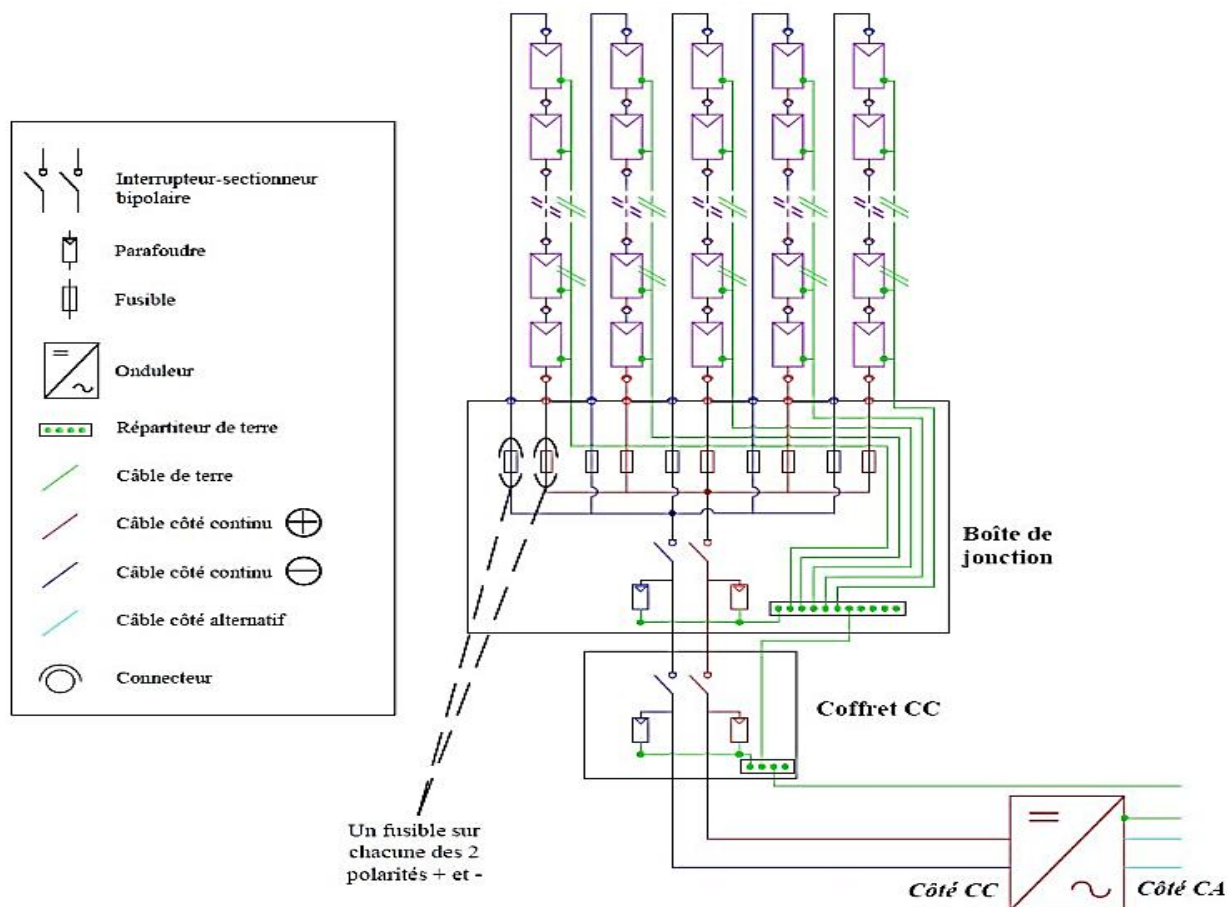 Interrupteur-sectionneur
bipolaire
Parafoudre
Fusible
Onduleur
Répartiteur de terre
Câble de terre
Câble côté continu
Câble côté continu
Câble côté alternatif
Connecteur
Boîte de
jonction
Coffret CC
Un fusible sur
chacune des 2
polarités + et -
Côté CC
Côté CA